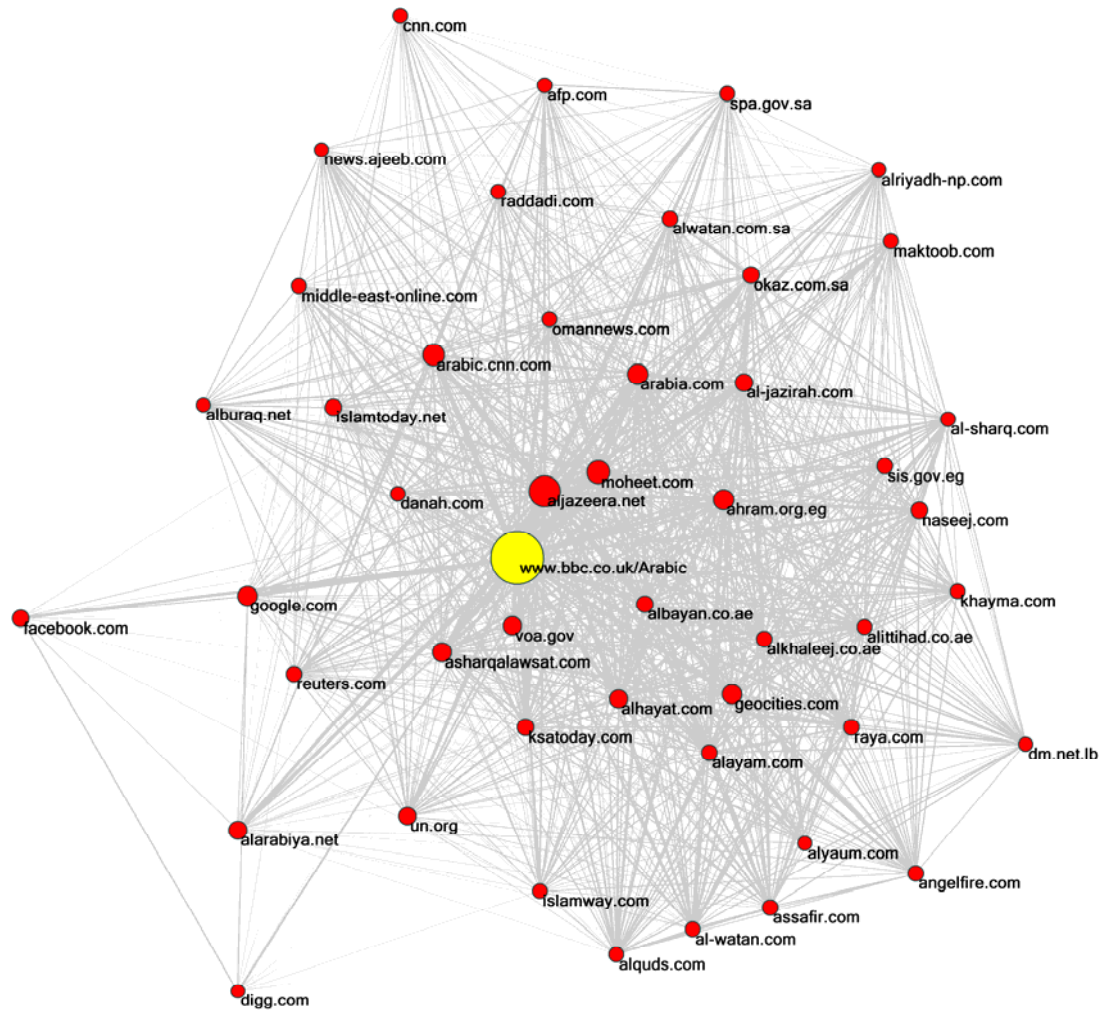 cnn.com
afp.com
spa.gov.sa
news.ajeeb.com
alriyadh-np.com
raddadi.com
alwatan.com.sa
maktoob.com
okaz.com.sa
middle-east-online.com
omannews.com
arabic.cnn.com
arabia.com
al-jazirah.com
alburaq.net
islamtoday.net
al-sharq.com
sis.gov.eg
moheet.com
aljazeera.net
danah.com
ahram.org.eg
naseej.com
www.bbc.co.uk/Arabic
google.com
albayan.co.ae
khayma.com
facebook.com
voa.gov
alittihad.co.ae
alkhaleej.co.ae
asharqalawsat.com
reuters.com
alhayat.com
geocities.com
ksatoday.com
raya.com
alayam.com
dm.net.lb
un.org
alarabiya.net
alyaum.com
angelfire.com
islamway.com
assafir.com
al-watan.com
alquds.com
digg.com